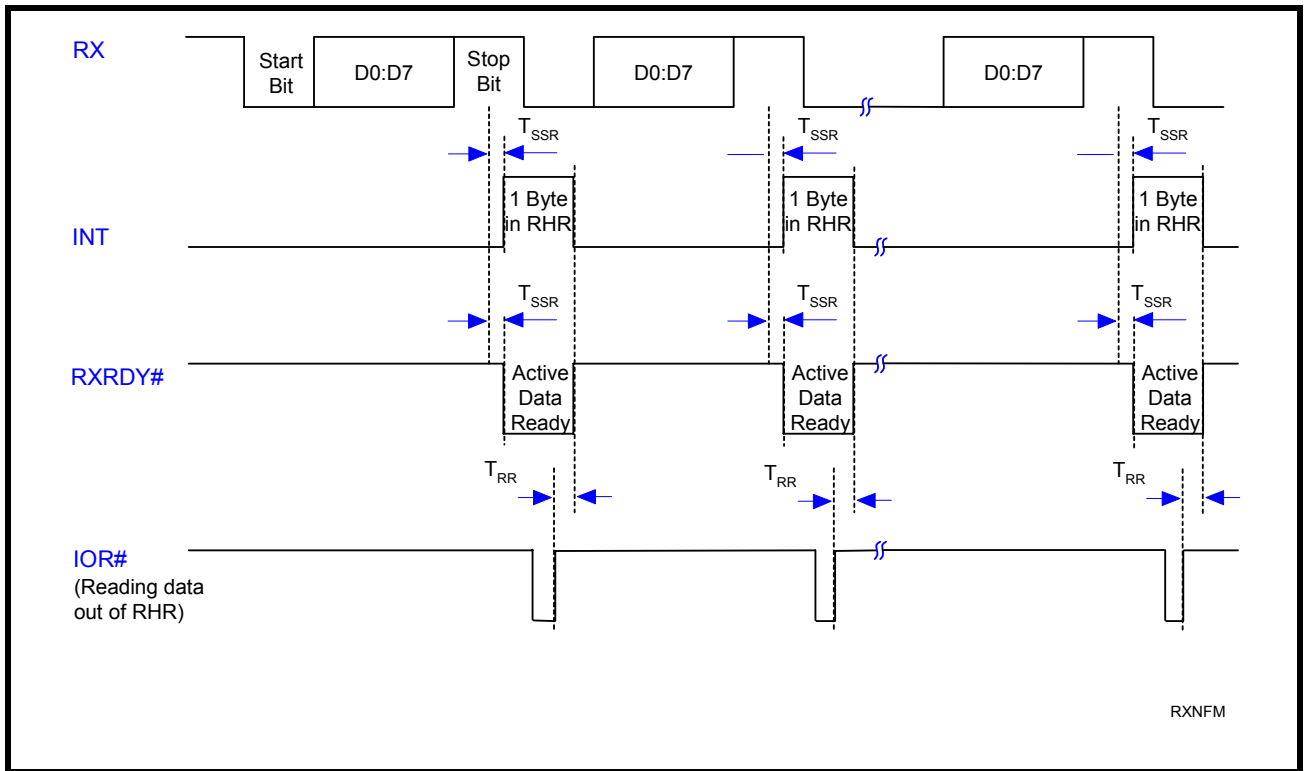 RX
Start
Bit
D0:D7
Stop
Bit
D0:D7
D0:D7
TSSR
TSSR
TSSR
INT
1 Byte
in RHR
1 Byte
in RHR
1 Byte
in RHR
TSSR
TSSR
TSSR
RXRDY#
Active
Data
Ready
Active
Data
Ready
Active
Data
Ready
TRR
TRR
TRR
IOR#
(Reading data
out of RHR)
RXNFM